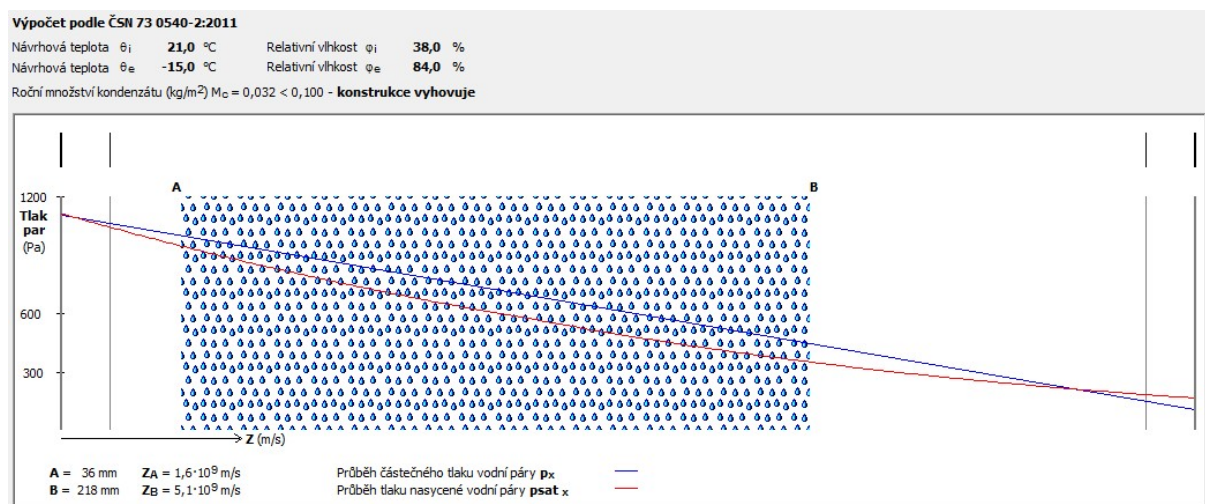 Výpočet podle ČSN 73 0540-2:2011
Návrhová teplota θi 21,0 °C Relativní vlhkost φi 38,0 %
Návrhová teplota θe -15,0 °C Relativní vlhkost φe 84,0 %
Roční množství kondenzátu (kg/m²) Mc = 0,032 < 0,100 - konstrukce vyhovuje
A B
1200
Tlak
par
(Pa)
600
300
Z (m/s)
A = 36 mm ZA = 1,6·10⁹ m/s Průběh částečného tlaku vodní páry px
B = 218 mm ZB = 5,1·10⁹ m/s Průběh tlaku nasycené vodní páry psat x